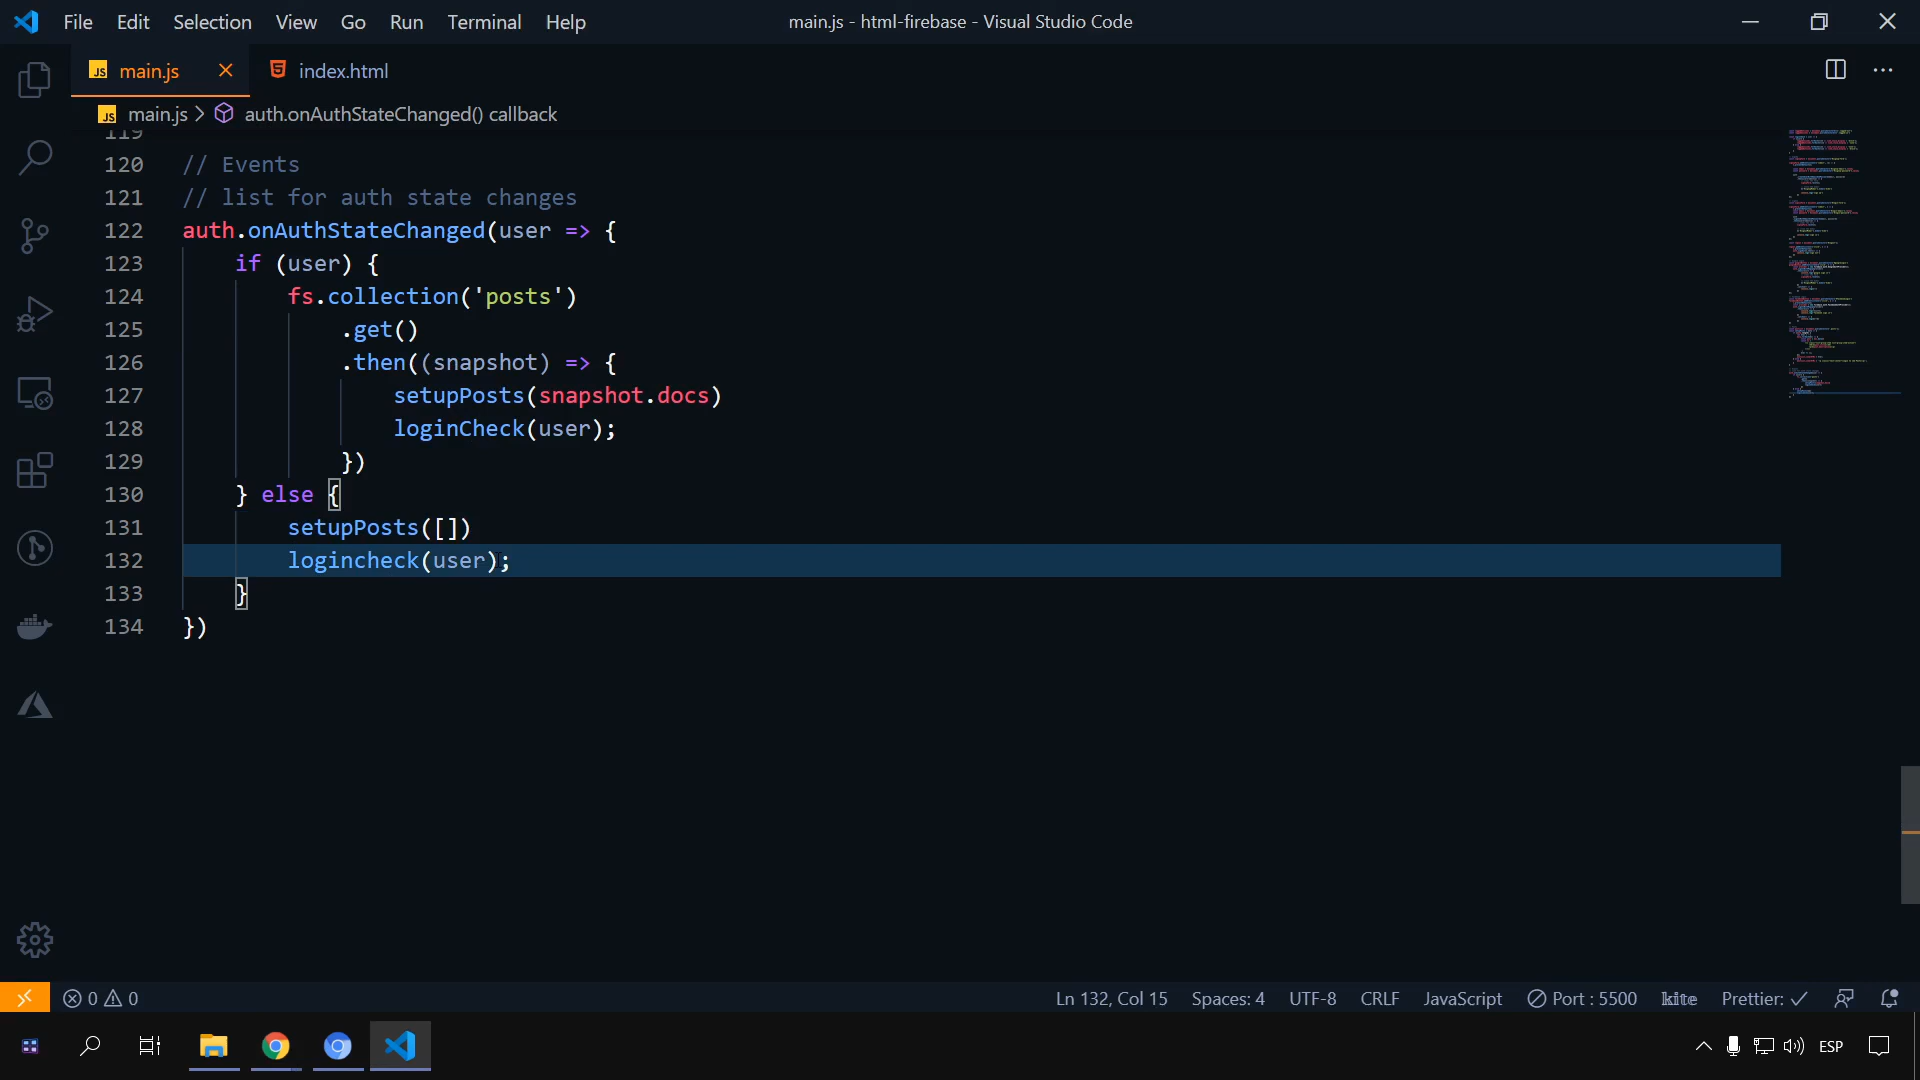 File Edit Selection View Go Run Terminal Help
main.js - html-firebase - Visual Studio Code
JS main.js
index.html
JS main.js > auth.onAuthStateChanged() callback
119
120 // Events
121 // list for auth state changes
122 auth.onAuthStateChanged(user => {
123 if (user) {
124 fs.collection('posts')
125 .get()
126 .then((snapshot) => {
127 setupPosts(snapshot.docs)
128 loginCheck(user);
129 })
130 } else {
131 setupPosts([])
132 logincheck(user);
133 }
134 })
0 0
Ln 132, Col 15 Spaces: 4 UTF-8 CRLF JavaScript Port : 5500 kite Prettier: ✓
ESP